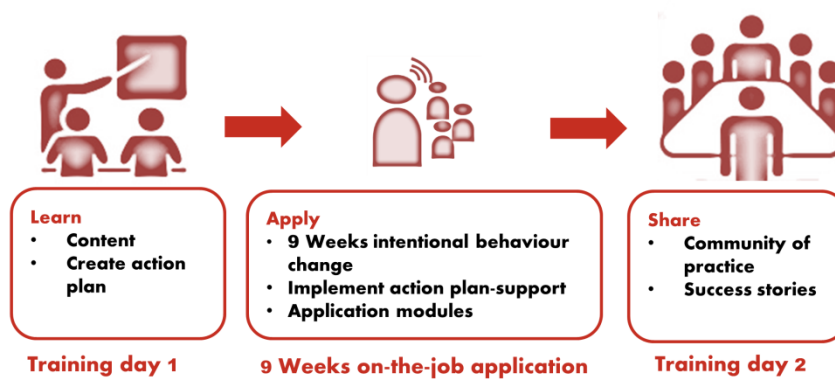 Learn
• Content
• Create action
plan
Apply
• 9 Weeks intentional behaviour
change
• Implement action plan-support
• Application modules
Share
• Community of
practice
• Success stories
Training day 1
9 Weeks on-the-job application
Training day 2